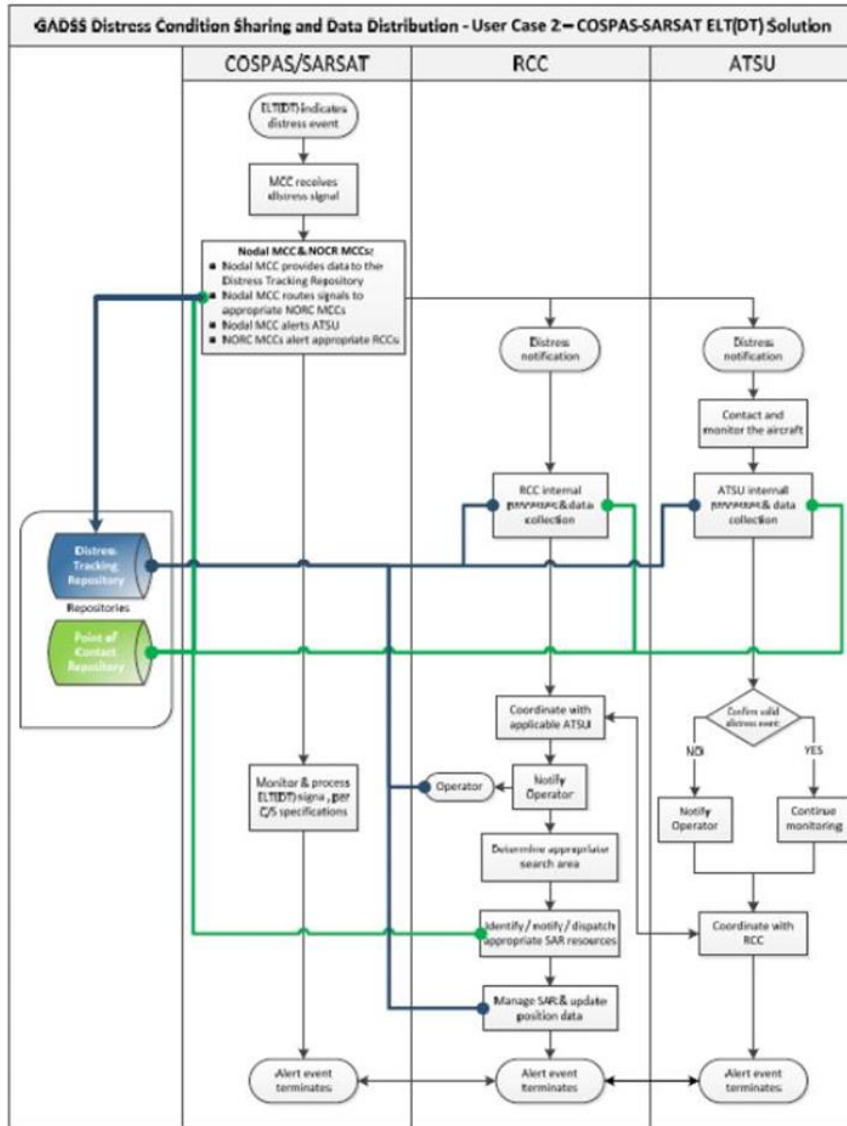 GADSS Distress Condition Sharing and Data Distribution - User Case 2 – COSPAS-SARSAT ELT(DT) Solution
COSPAS/SARSAT
RCC
ATSU
ELT(DT) indicates
distress event
MCC receives
distress signal
Nodal MCC & NOCR MCCs:
■ Nodal MCC provides data to the
Distress Tracking Repository
■ Nodal MCC routes signals to
appropriate NORC MCCs
■ Nodal MCC alerts ATSU
■ NORC MCCs alert appropriate RCCs
Distress
notification
Distress
notification
Contact and
monitor the aircraft
RCC internal
processes & data
collection
ATSU internal
processes & data
collection
Distress
Tracking
Repository
Repositories
Point of
Contact
Repository
Coordinate with
applicable ATSU
Confirm valid
distress event
NO
YES
Monitor & process
ELT(DT) signal, per
C/S specifications
Operator
Notify
Operator
Notify
Operator
Continue
monitoring
Determine appropriate
search area
Identify / notify / dispatch
appropriate SAR resources
Coordinate with
RCC
Manage SAR & update
position data
Alert event
terminates
Alert event
terminates
Alert event
terminates